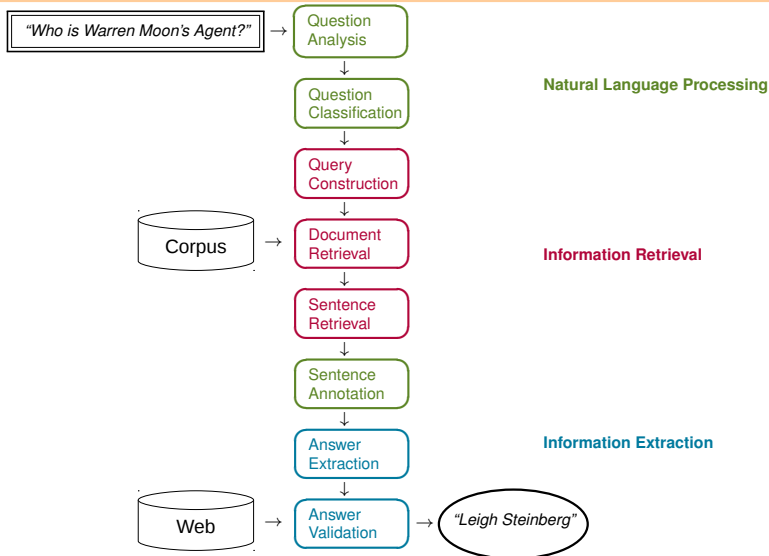 “Who is Warren Moon’s Agent?”
Question
Analysis
Question
Classification
Natural Language Processing
Query
Construction
Corpus
Document
Retrieval
Information Retrieval
Sentence
Retrieval
Sentence
Annotation
Answer
Extraction
Information Extraction
Web
Answer
Validation
“Leigh Steinberg”